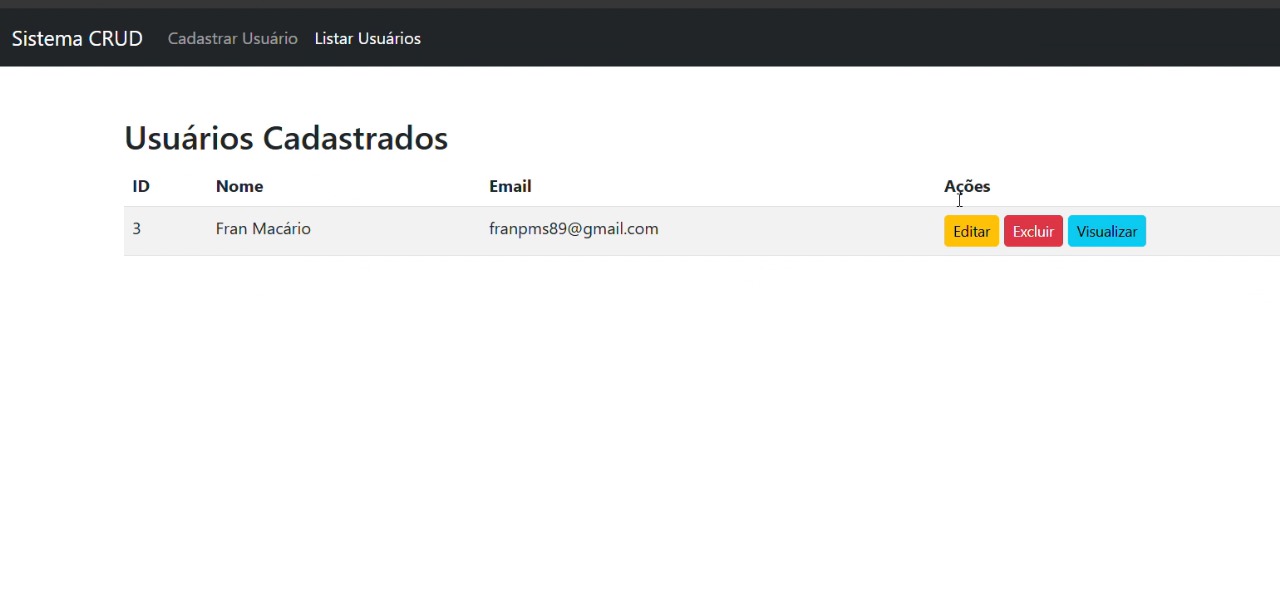 Sistema CRUD Cadastrar Usuário Listar Usuários
Usuários Cadastrados
ID Nome Email Ações
3 Fran Macário franpms89@gmail.com Editar Excluir Visualizar